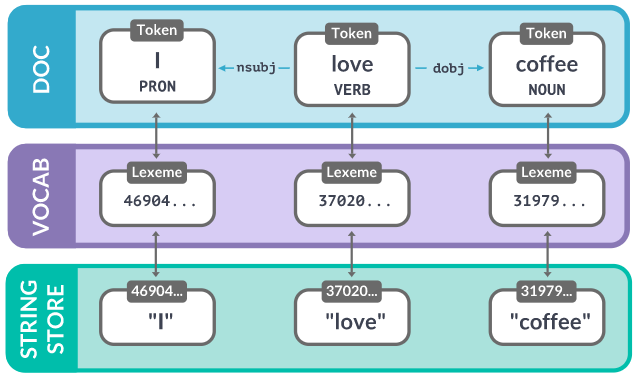 DOC
Token Token Token
I love coffee
nsubj dobj
PRON VERB NOUN
VOCAB
Lexeme Lexeme Lexeme
46904... 37020... 31979...
STRING
STORE
46904... 37020... 31979...
"I" "love" "coffee"